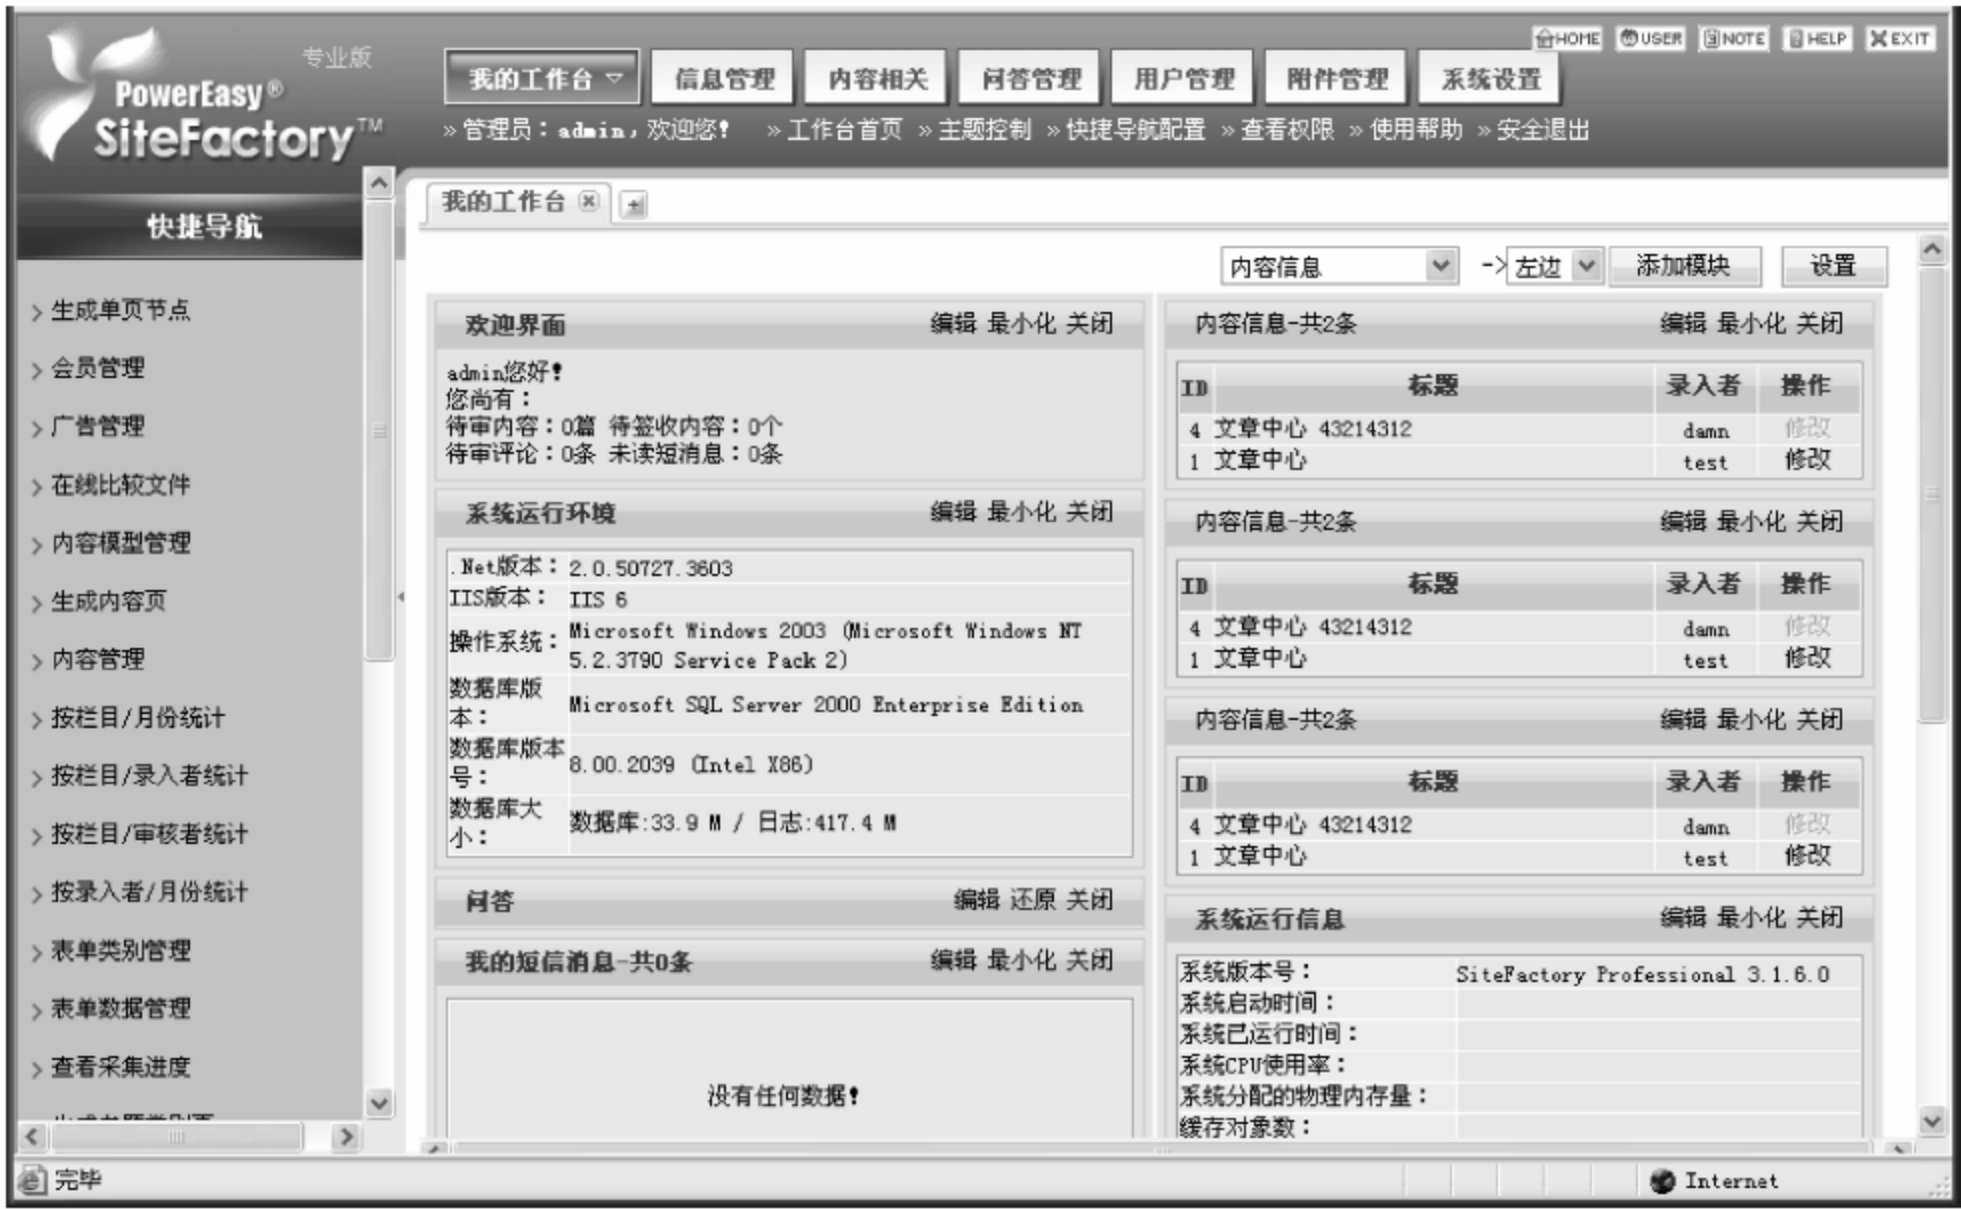 专业版
PowerEasy®
SiteFactory™
HOME USER NOTE HELP EXIT
我的工作台 信息管理 内容相关 问答管理 用户管理 附件管理 系统设置
»管理员：admin，欢迎您！ »工作台首页 »主题控制 »快捷导航配置 »查看权限 »使用帮助 »安全退出
快捷导航
> 生成单页节点
> 会员管理
> 广告管理
> 在线比较文件
> 内容模型管理
> 生成内容页
> 内容管理
> 按栏目/月份统计
> 按栏目/录入者统计
> 按栏目/审核者统计
> 按录入者/月份统计
> 表单类别管理
> 表单数据管理
> 查看采集进度
我的工作台
内容信息 -> 左边 添加模块 设置
欢迎界面 编辑 最小化 关闭
admin您好！
您尚有：
待审内容：0篇 待签收内容：0个
待审评论：0条 未读短消息：0条
系统运行环境 编辑 最小化 关闭
.Net版本： 2.0.50727.3603
IIS版本： IIS 6
操作系统： Microsoft Windows 2003 (Microsoft Windows NT
5.2.3790 Service Pack 2)
数据库版
本： Microsoft SQL Server 2000 Enterprise Edition
数据库版本
号： 8.00.2039 (Intel X86)
数据库大
小： 数据库:33.9 M / 日志:417.4 M
问答 编辑 还原 关闭
我的短信消息-共0条 编辑 最小化 关闭
没有任何数据！
内容信息-共2条 编辑 最小化 关闭
ID 标题 录入者 操作
4 文章中心 43214312 damn 修改
1 文章中心 test 修改
内容信息-共2条 编辑 最小化 关闭
ID 标题 录入者 操作
4 文章中心 43214312 damn 修改
1 文章中心 test 修改
内容信息-共2条 编辑 最小化 关闭
ID 标题 录入者 操作
4 文章中心 43214312 damn 修改
1 文章中心 test 修改
系统运行信息 编辑 最小化 关闭
系统版本号： SiteFactory Professional 3.1.6.0
系统启动时间：
系统已运行时间：
系统CPU使用率：
系统分配的物理内存量：
缓存对象数：
完毕
Internet